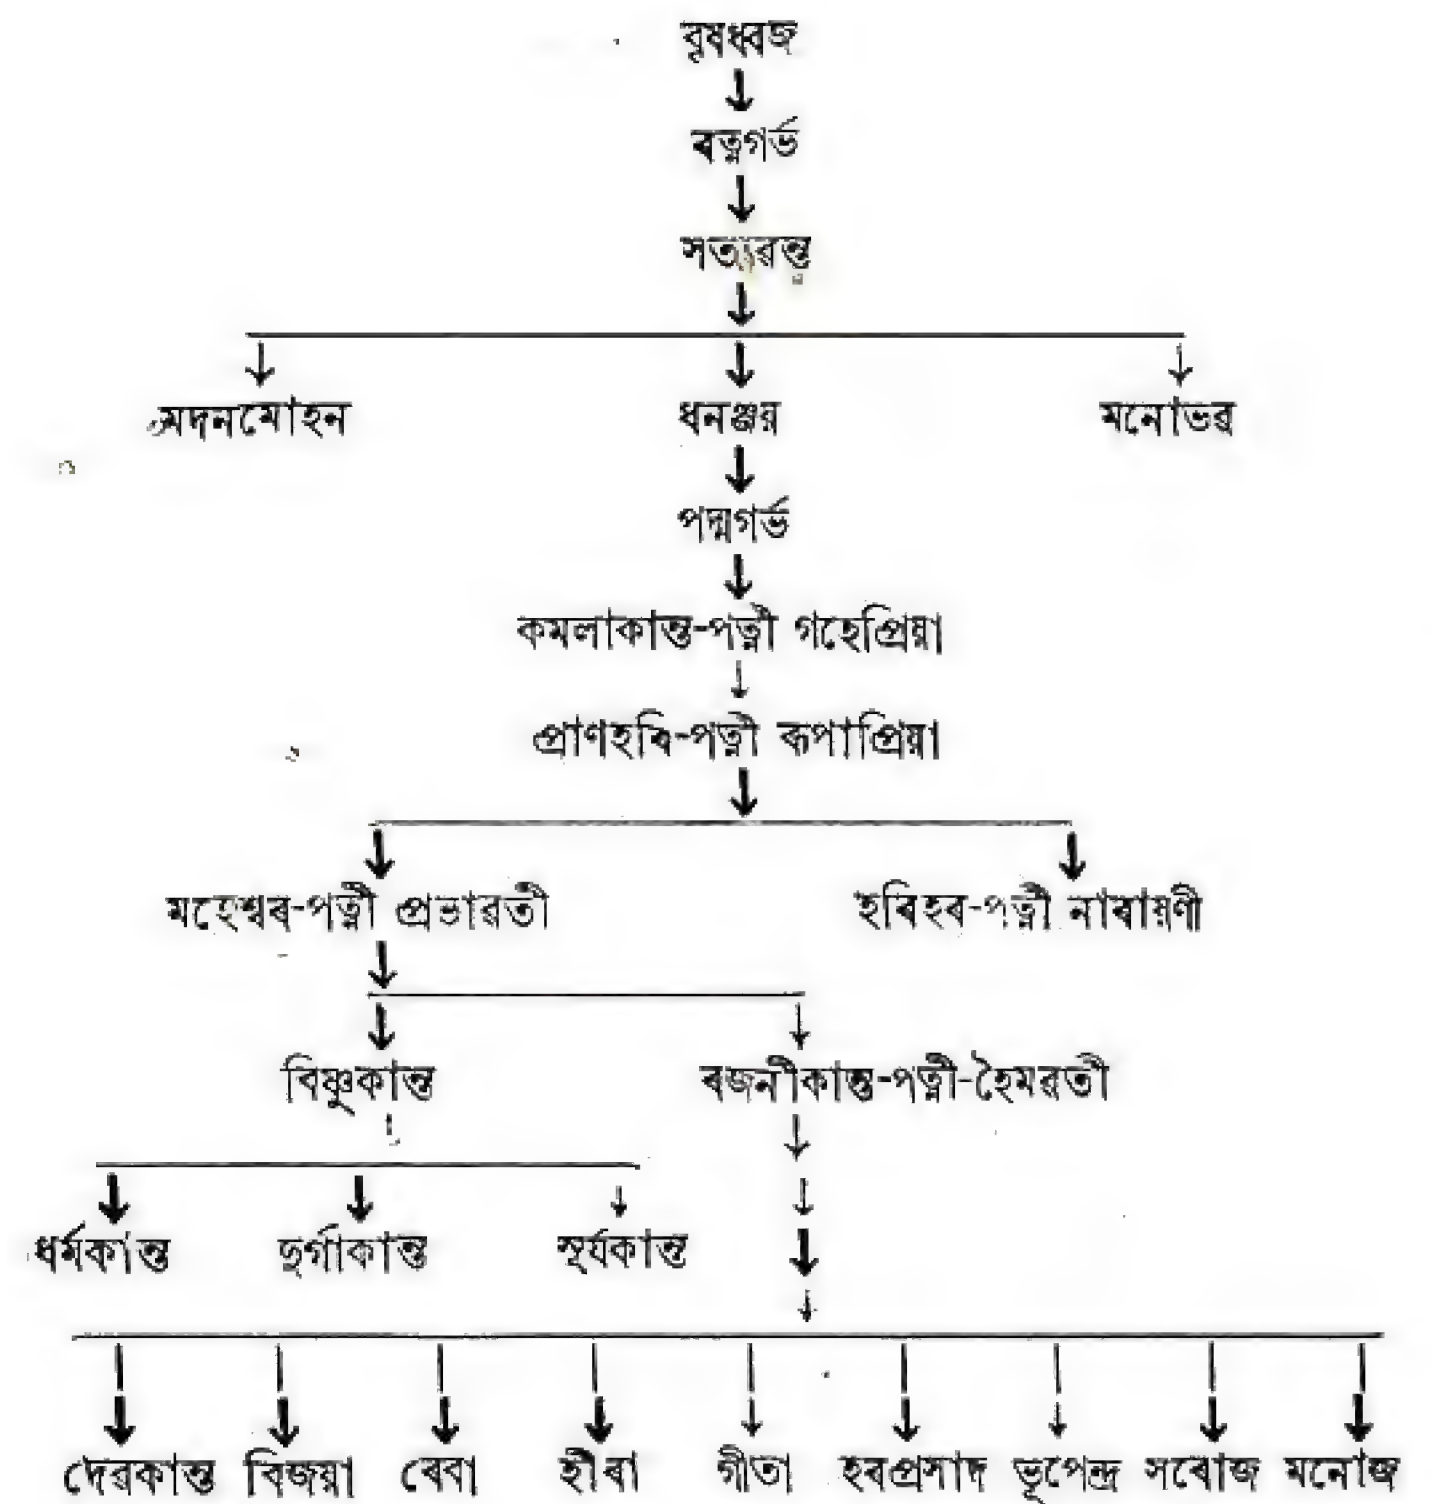 বৃষধ্বজ
ৰত্নগৰ্ভ
সত্যৱন্ত
মদনমোহন ধনঞ্জয় মনোভৱ
পদ্মগৰ্ভ
কমলাকান্ত-পত্নী গহেপ্ৰিয়া
প্ৰাণহৰি-পত্নী ৰূপাপ্ৰিয়া
মহেশ্বৰ-পত্নী প্ৰভাৱতী হৰিহৰ-পত্নী নাৰায়ণী
বিষ্ণুকান্ত ৰজনীকান্ত-পত্নী-হৈমৱতী
ধৰ্মকান্ত দুৰ্গাকান্ত সূৰ্যকান্ত
দেৱকান্ত বিজয়া ৰেবা হীৰা গীতা হৰপ্ৰসাদ ভূপেন্দ্ৰ সৰোজ মনোজ